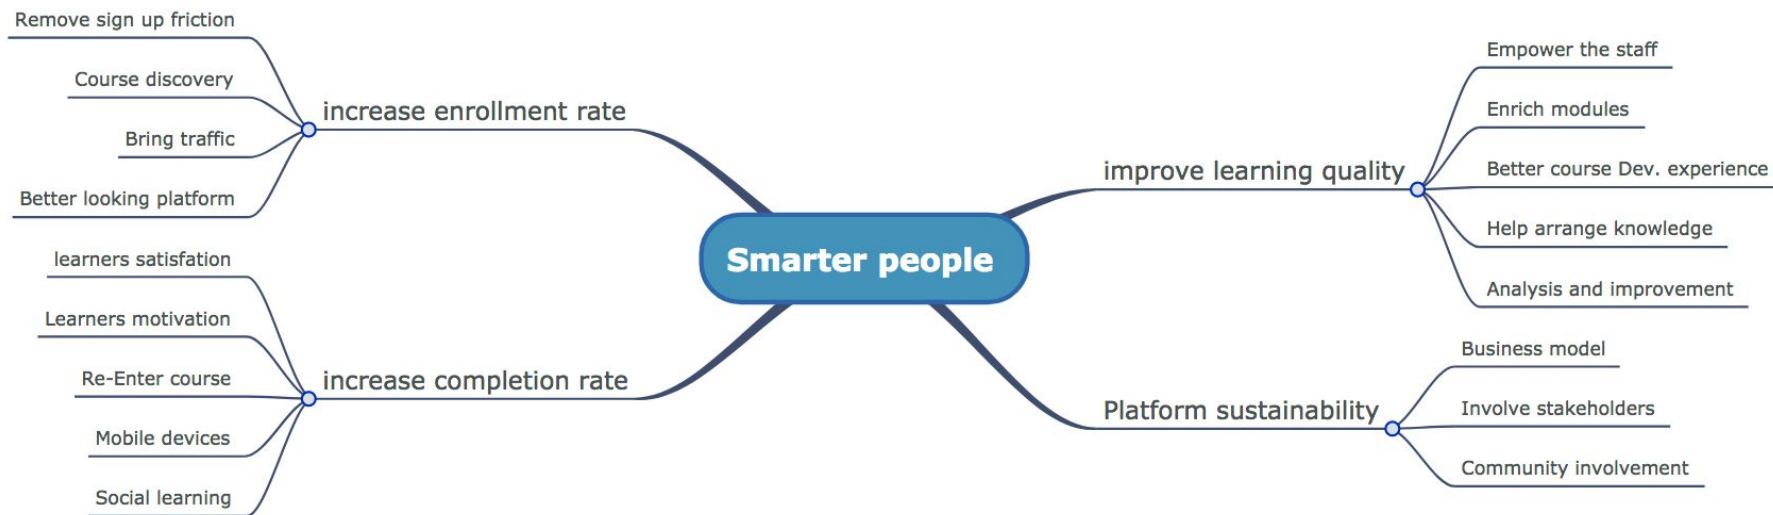 Remove sign up friction
Course discovery
Bring traffic
Better looking platform
increase enrollment rate
learners satisfation
Learners motivation
Re-Enter course
Mobile devices
Social learning
increase completion rate
Smarter people
improve learning quality
Empower the staff
Enrich modules
Better course Dev. experience
Help arrange knowledge
Analysis and improvement
Platform sustainability
Business model
Involve stakeholders
Community involvement